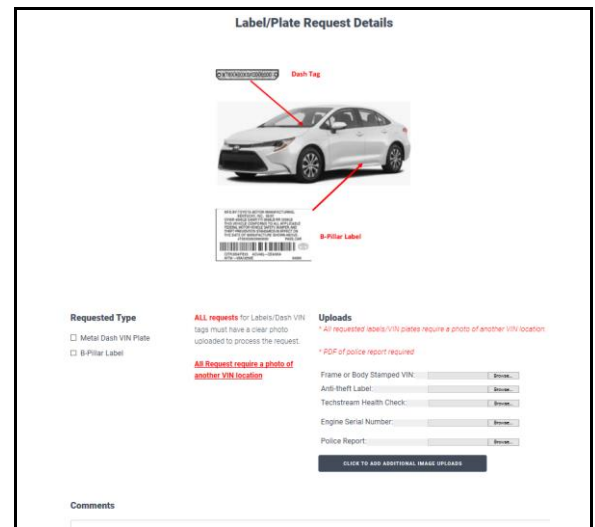 Label/Plate Request Details
Dash Tag
B-Pillar Label
Requested Type
☐ Metal Dash VIN Plate
☐ B-Pillar Label
ALL requests for Labels/Dash VIN
tags must have a clear photo
uploaded to process the request.
All Request require a photo of
another VIN location
Uploads
* All requested labels/VIN plates require a photo of another VIN location
* PDF of police report required
Frame or Body Stamped VIN: Browse...
Anti-theft Label: Browse...
Techstream Health Check: Browse...
Engine Serial Number: Browse...
Police Report: Browse...
CLICK TO ADD ADDITIONAL IMAGE UPLOADS
Comments